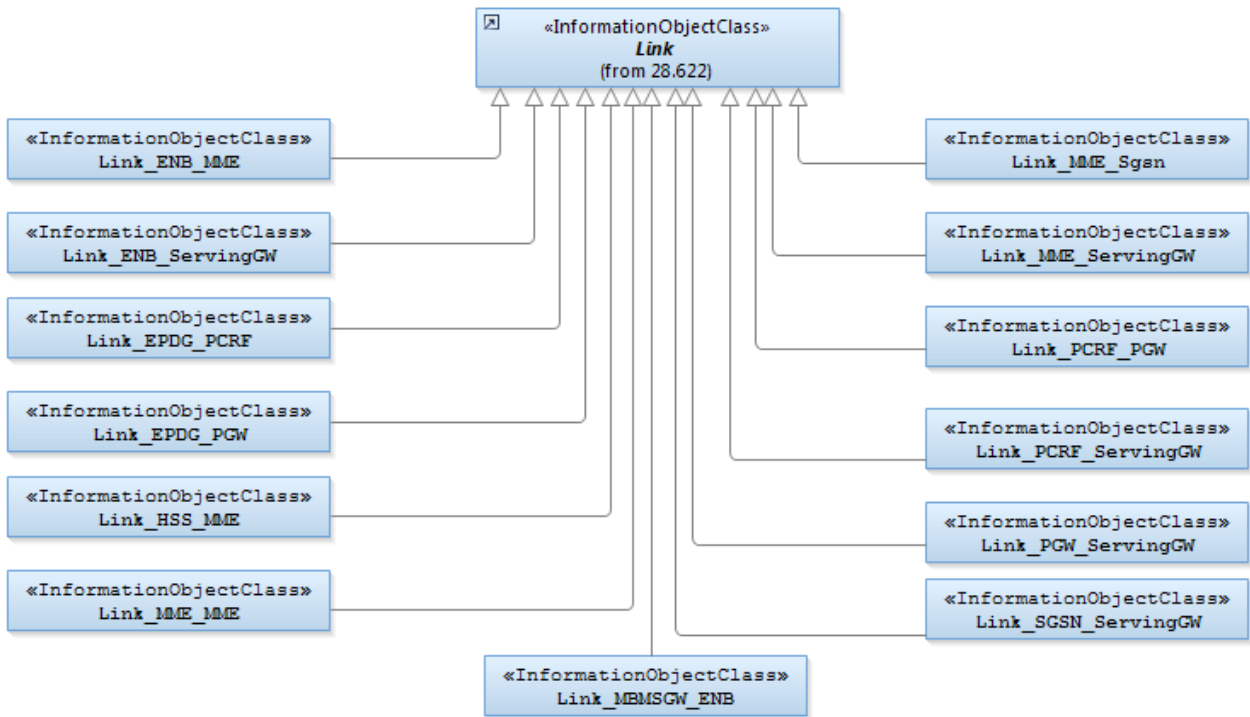 «InformationObjectClass»
Link
(from 28.622)
«InformationObjectClass»
Link_ENB_MME
«InformationObjectClass»
Link_ENB_ServingGW
«InformationObjectClass»
Link_EPDG_PCRF
«InformationObjectClass»
Link_EPDG_PGW
«InformationObjectClass»
Link_HSS_MME
«InformationObjectClass»
Link_MME_MME
«InformationObjectClass»
Link_MBMSGW_ENB
«InformationObjectClass»
Link_MME_Sgsn
«InformationObjectClass»
Link_MME_ServingGW
«InformationObjectClass»
Link_PCRF_PGW
«InformationObjectClass»
Link_PCRF_ServingGW
«InformationObjectClass»
Link_PGW_ServingGW
«InformationObjectClass»
Link_SGSN_ServingGW